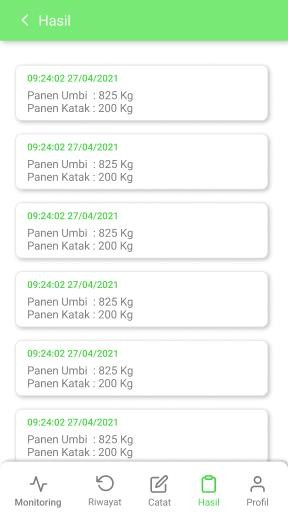 Hasil
09:24:02 27/04/2021
Panen Umbi : 825 Kg
Panen Katak : 200 Kg
09:24:02 27/04/2021
Panen Umbi : 825 Kg
Panen Katak : 200 Kg
09:24:02 27/04/2021
Panen Umbi : 825 Kg
Panen Katak : 200 Kg
09:24:02 27/04/2021
Panen Umbi : 825 Kg
Panen Katak : 200 Kg
09:24:02 27/04/2021
Panen Umbi : 825 Kg
Panen Katak : 200 Kg
09:24:02 27/04/2021
Panen Umbi : 825 Kg
Panen Katak : 200 Kg
Monitoring Riwayat Catat Hasil Profil